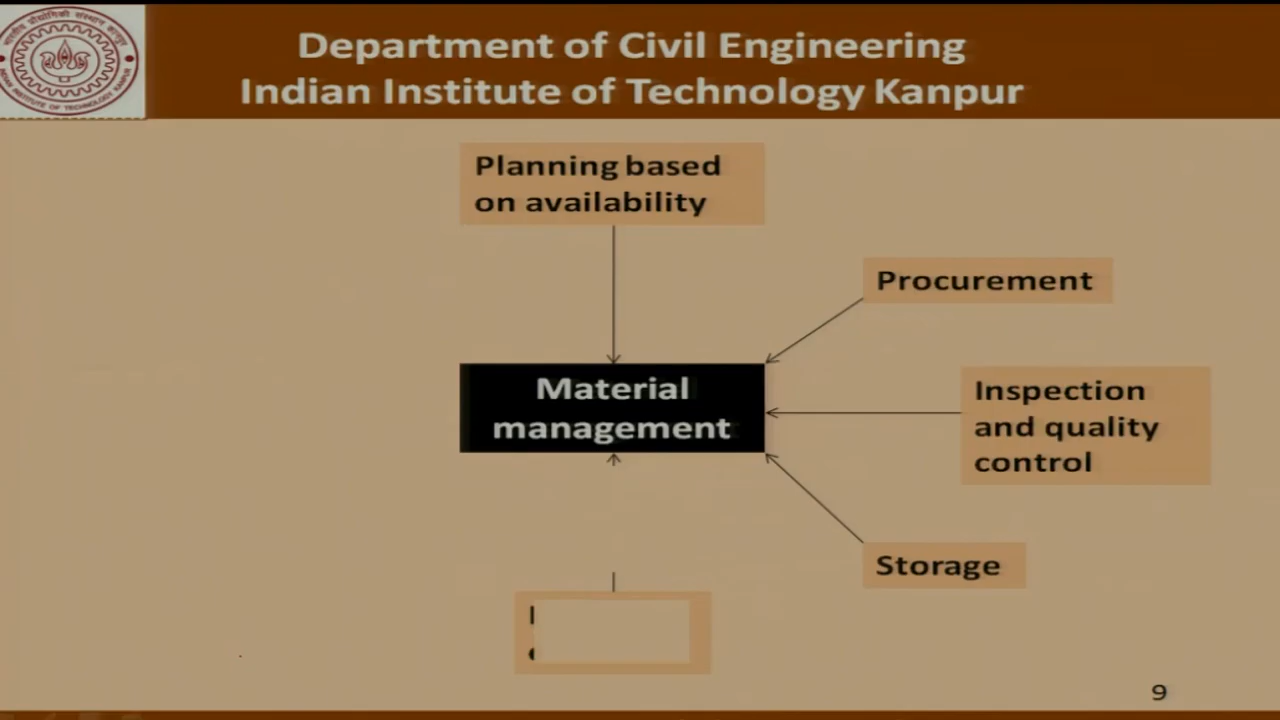 Department of Civil Engineering
Indian Institute of Technology Kanpur
Planning based
on availability
Procurement
Material
management
Inspection
and quality
control
Storage
9